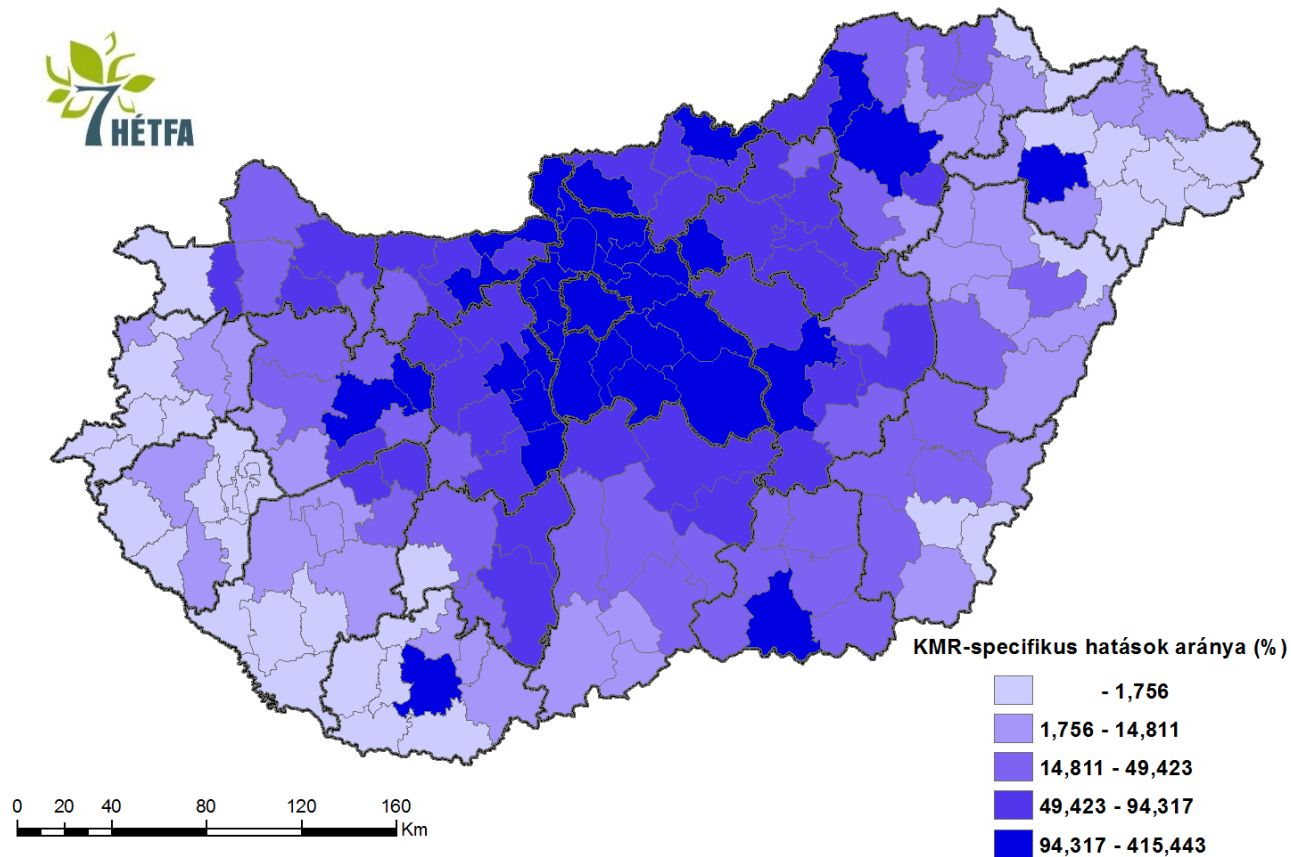 7
HÉTFA
KMR-specifikus hatások aránya (%)
- 1,756
1,756 - 14,811
14,811 - 49,423
49,423 - 94,317
94,317 - 415,443
0 20 40 80 120 160
Km